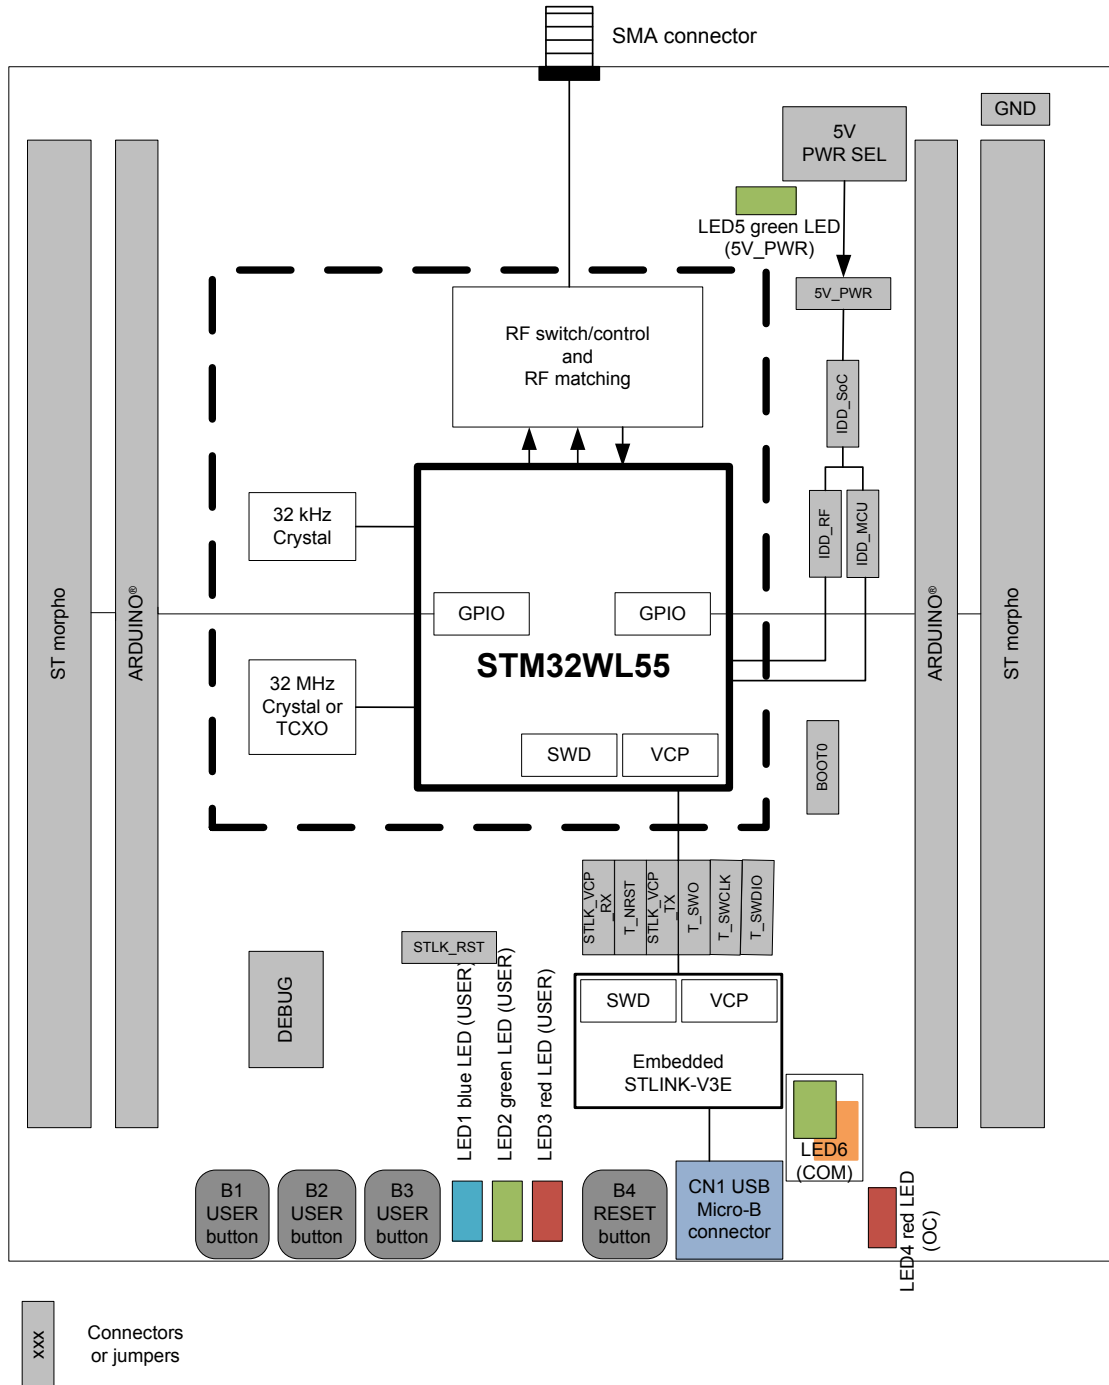 SMA connector
GND
5V
PWR SEL
LED5 green LED
(5V_PWR)
5V_PWR
RF switch/control
and
RF matching
IDD_SoC
IDD_RF
IDD_MCU
32 kHz
Crystal
ST morpho
ARDUINO®
GPIO
GPIO
ARDUINO®
ST morpho
STM32WL55
32 MHz
Crystal or
TCXO
SWD
VCP
BOOT0
STLK_VCP
_RX
T_NRST
STLK_VCP
_TX
T_SWO
T_SWCLK
T_SWDIO
STLK_RST
DEBUG
LED1 blue LED (USER)
LED2 green LED (USER)
LED3 red LED (USER)
SWD
VCP
Embedded
STLINK-V3E
LED6
(COM)
B1
USER
button
B2
USER
button
B3
USER
button
B4
RESET
button
CN1 USB
Micro-B
connector
LED4 red LED
(OC)
xxx
Connectors
or jumpers